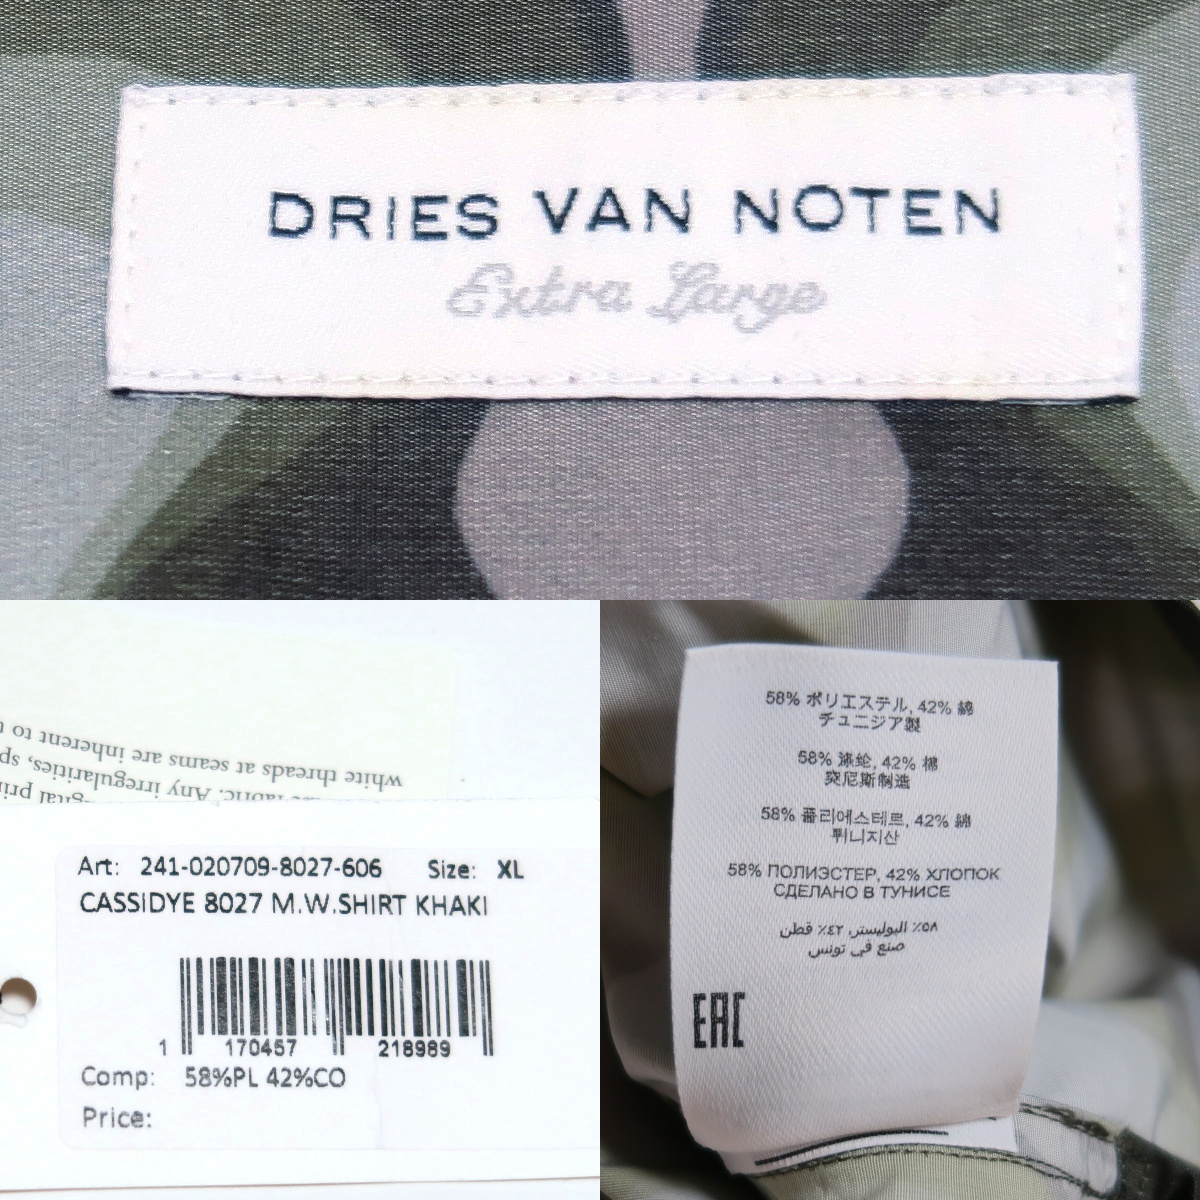 DRIES VAN NOTEN
Extra Large
white threads at seams are inherent to
fabric. Any irregularities,
Art: 241-020709-8027-606 Size: XL
CASSIDYE 8027 M.W.SHIRT KHAKI
1 170457 218989
Comp: 58%PL 42%CO
Price:
58% ポリエステル, 42% 綿
チュニジア製
58% 涤纶, 42% 棉
突尼斯制造
58% 폴리에스테르, 42% 綿
튀니지산
58% ПОЛИЭСТЕР, 42% ХЛОПОК
СДЕЛАНО В ТУНИСЕ
٥٨٪ البوليستر, ٤٢٪ قطن
صنع في تونس
EAC